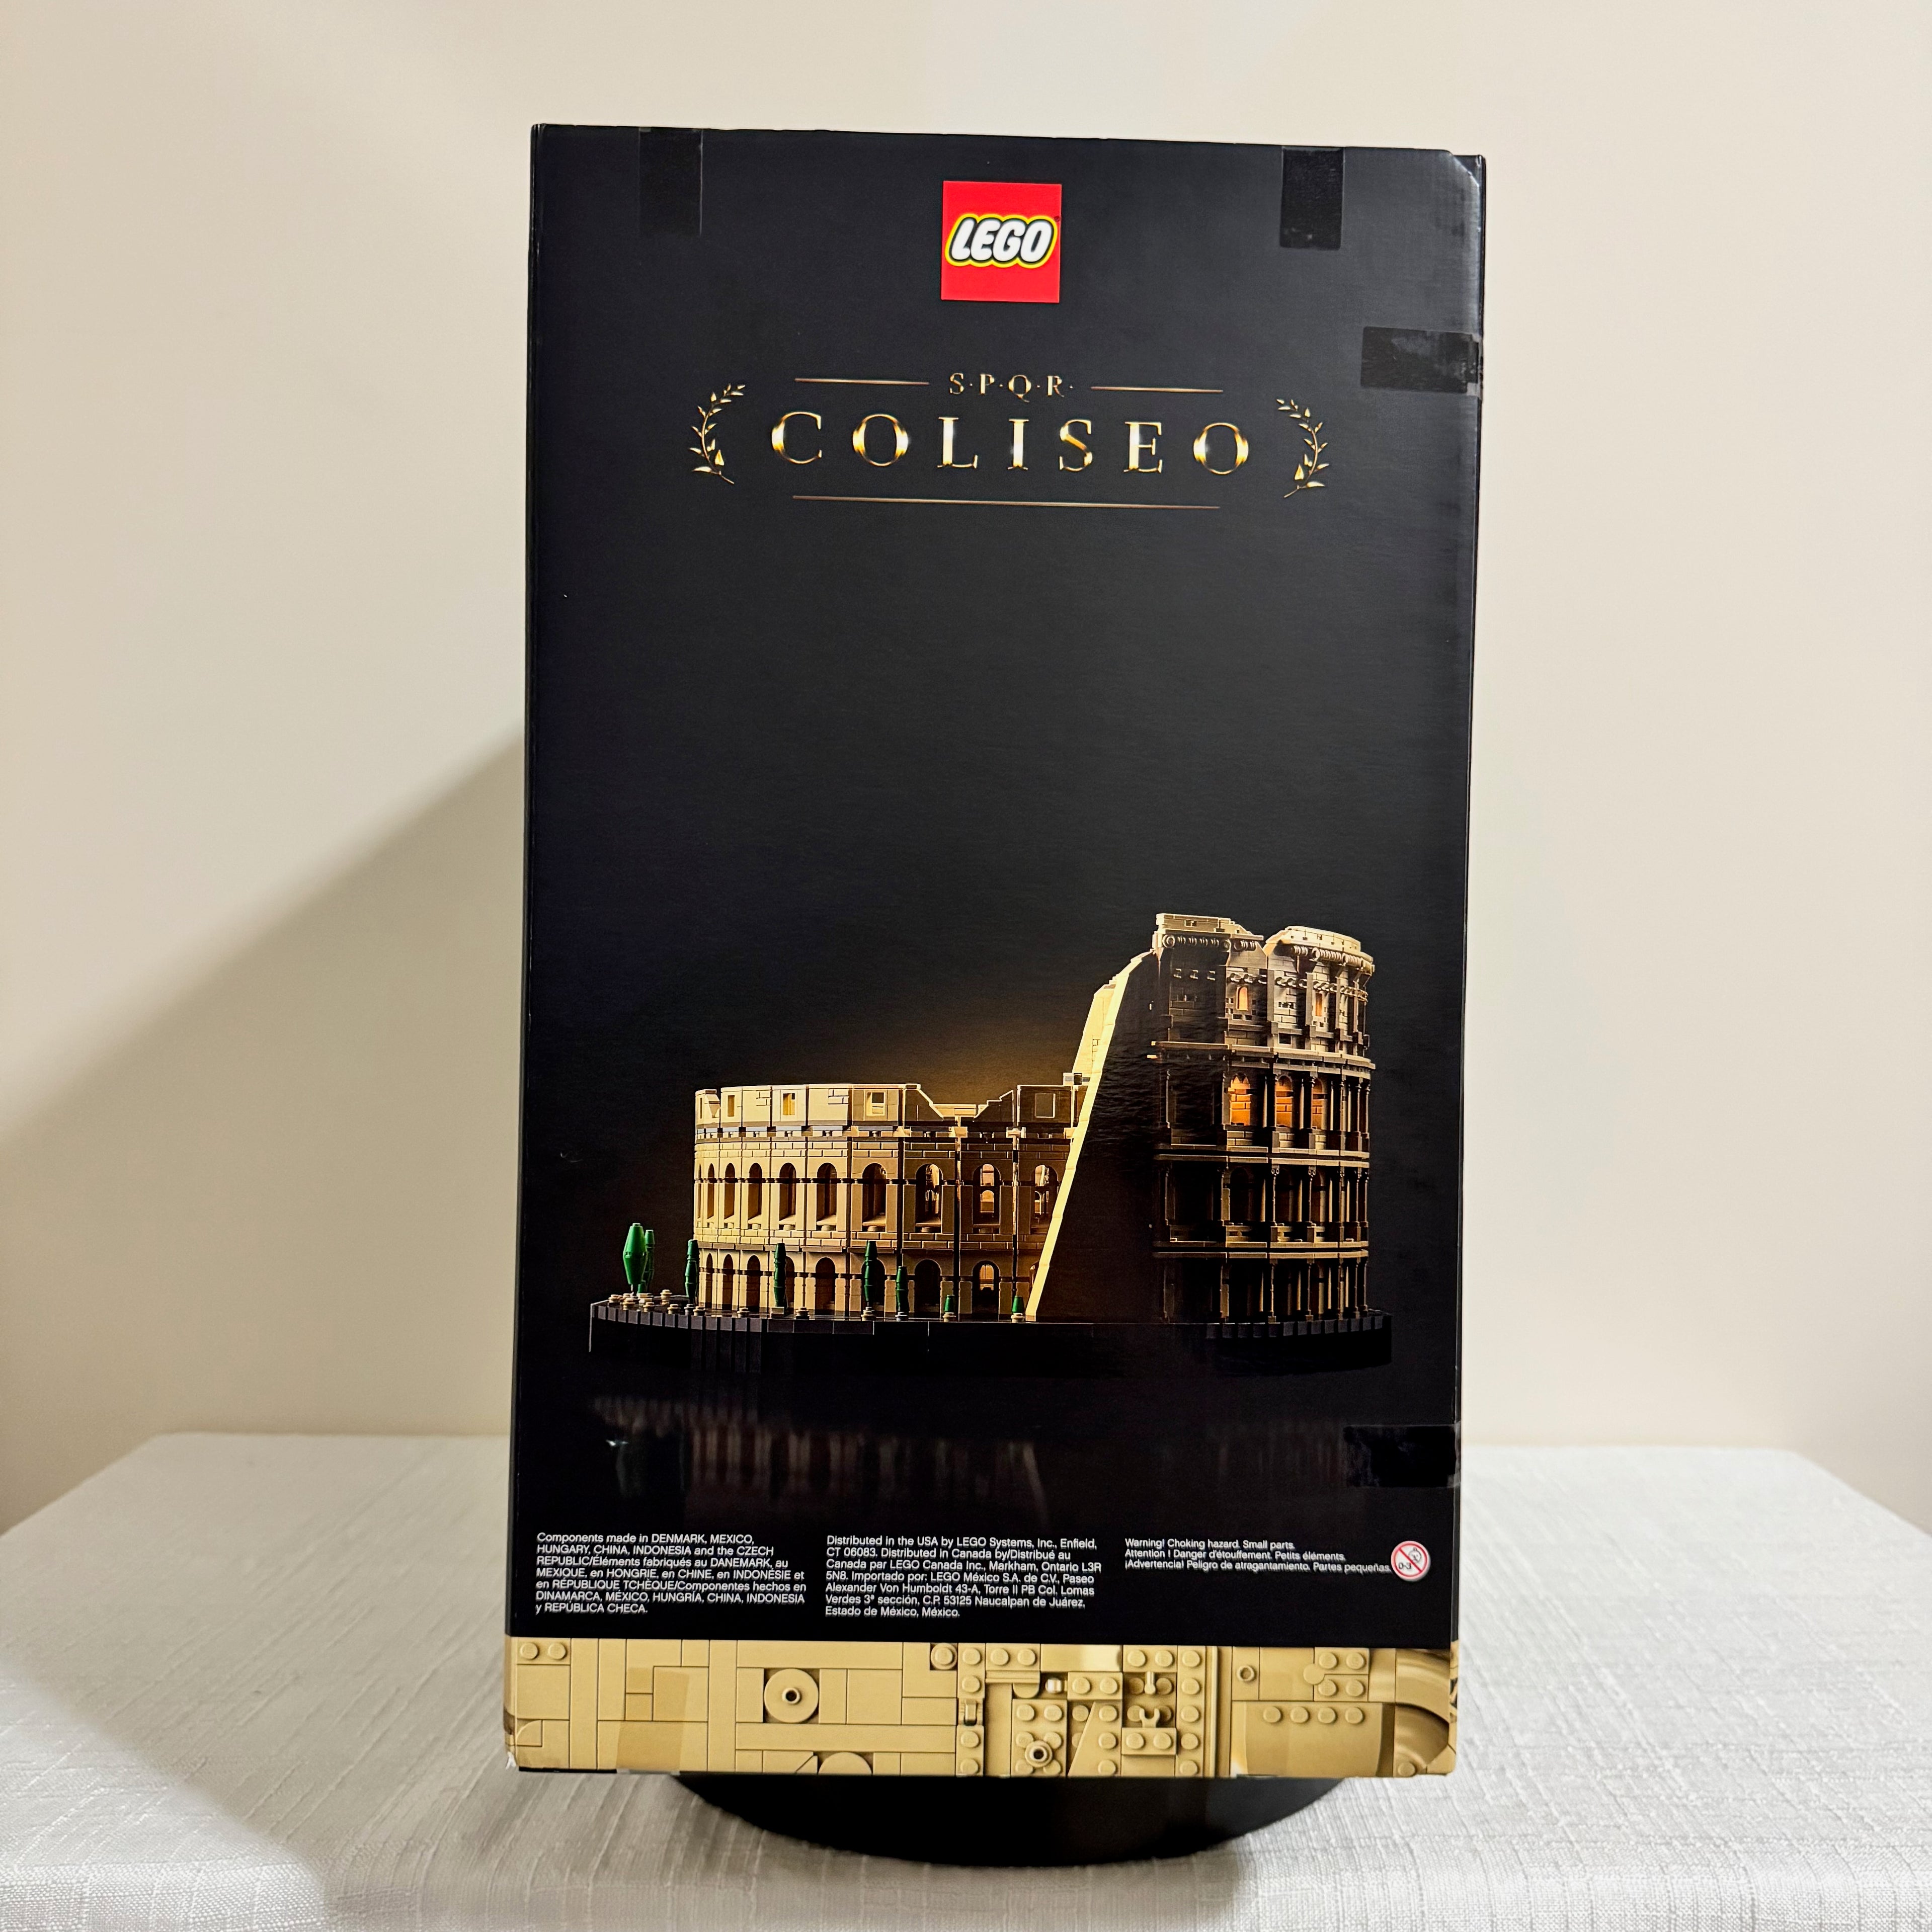 LEGO
S·P·Q·R·
COLISEO
Components made in DENMARK, MEXICO,
HUNGARY, CHINA, INDONESIA and the CZECH
REPUBLIC/Éléments fabriqués au DANEMARK, au
MEXIQUE, en HONGRIE, en CHINE, en INDONÉSIE et
en RÉPUBLIQUE TCHÈQUE/Componentes hechos en
DINAMARCA, MÉXICO, HUNGRÍA, CHINA, INDONESIA
y REPÚBLICA CHECA.
Distributed in the USA by LEGO Systems, Inc., Enfield,
CT 06083. Distributed in Canada by/Distribué au
Canada par LEGO Canada Inc., Markham, Ontario L3R
5N8. Importado por: LEGO México S.A. de C.V., Paseo
Alexander Von Humboldt 43-A, Torre II PB Col. Lomas
Verdes 3ª sección, C.P. 53125 Naucalpan de Juárez,
Estado de México, México.
Warning! Choking hazard. Small parts.
Attention ! Danger d'étouffement. Petits éléments.
¡Advertencia! Peligro de atragantamiento. Partes pequeñas.
0-3